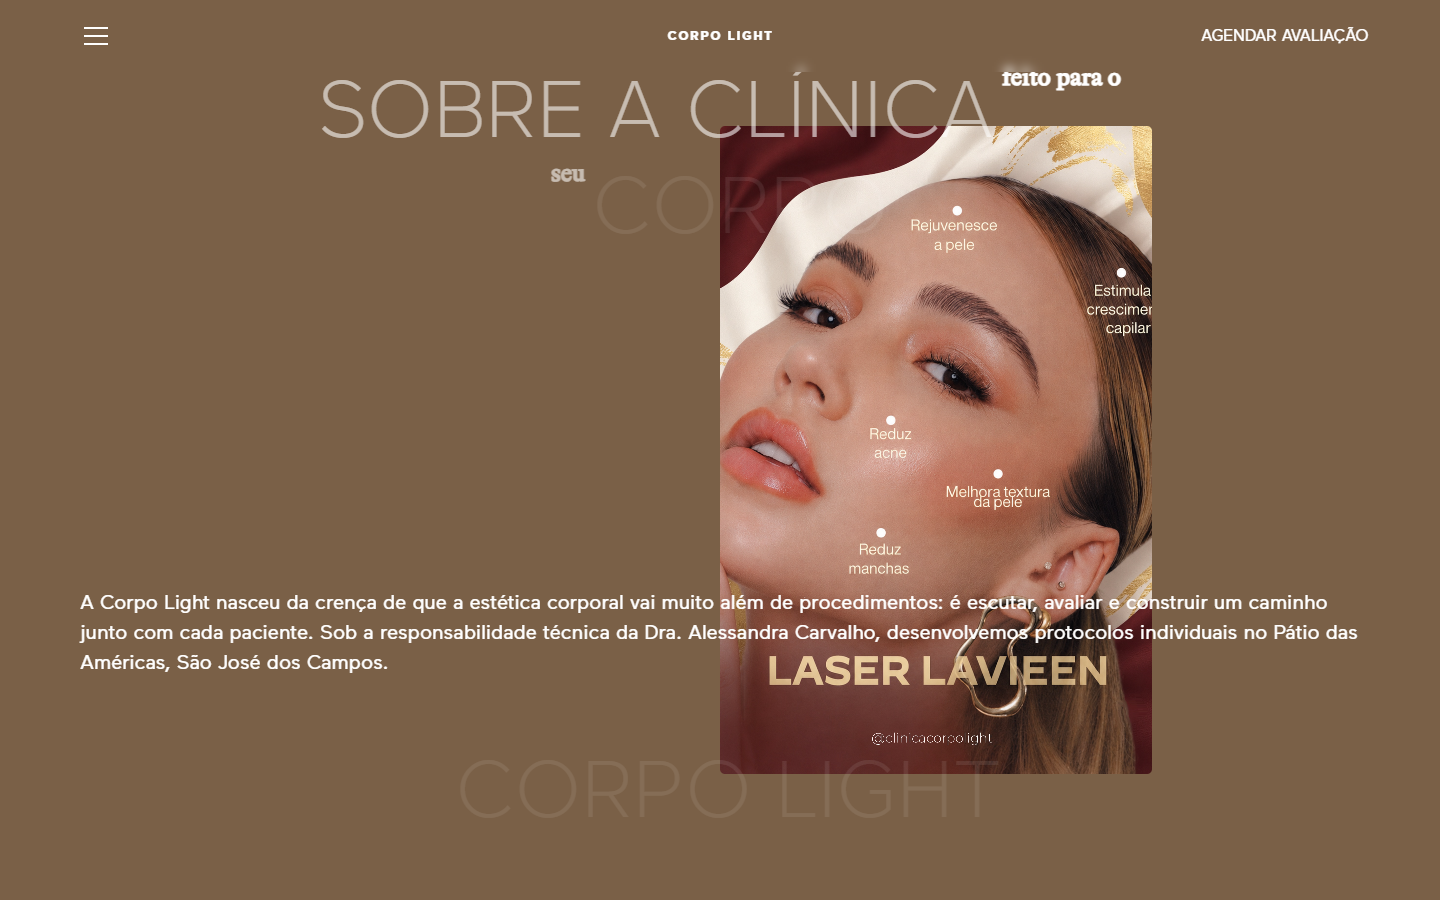 CORPO LIGHT
AGENDAR AVALIAÇÃO
feito para o
SOBRE A CLÍNICA
seu
CORPO
Rejuvenesce
a pele
Estimula
crescimen
capilar
Reduz
acne
Melhora textura
da pele
Reduz
manchas
A Corpo Light nasceu da crença de que a estética corporal vai muito além de procedimentos: é escutar, avaliar e construir um caminho
junto com cada paciente. Sob a responsabilidade técnica da Dra. Alessandra Carvalho, desenvolvemos protocolos individuais no Pátio das
Américas, São José dos Campos.
LASER LAVIEEN
@clinicacorpolight
CORPO LIGHT